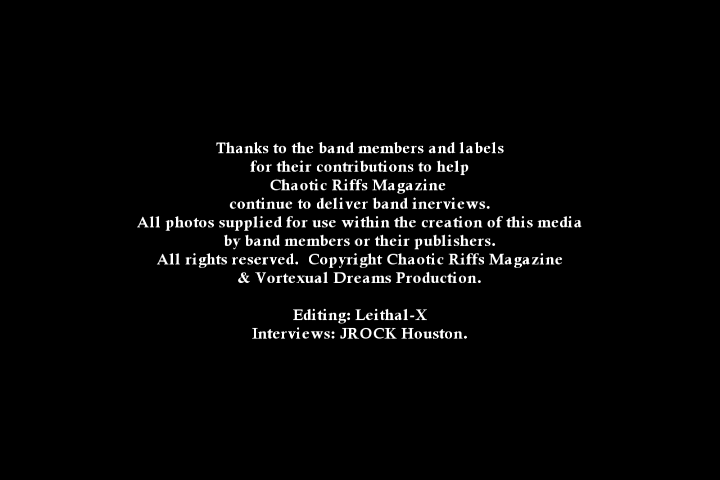 Thanks to the band members and labels
for their contributions to help
Chaotic Riffs Magazine
continue to deliver band inerviews.
All photos supplied for use within the creation of this media
by band members or their publishers.
All rights reserved.  Copyright Chaotic Riffs Magazine
& Vortexual Dreams Production.
Editing: Leithal-X
Interviews: JROCK Houston.